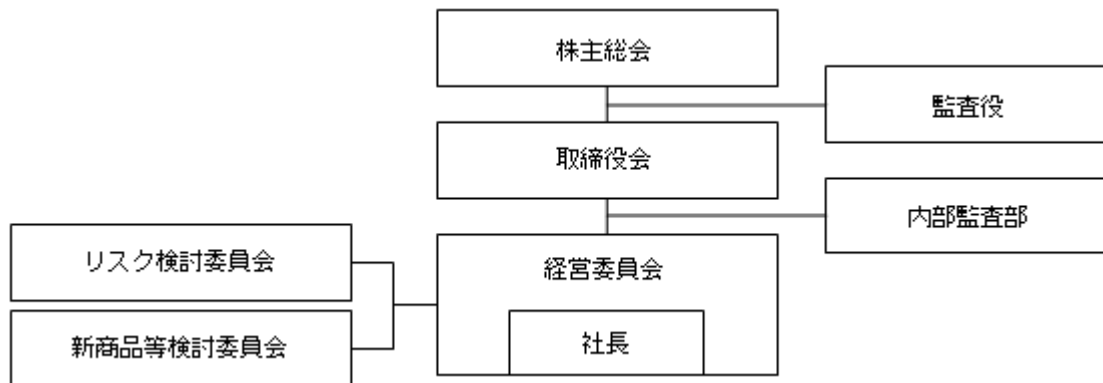 株主総会
監査役
取締役会
内部監査部
リスク検討委員会
経営委員会
新商品等検討委員会
社長